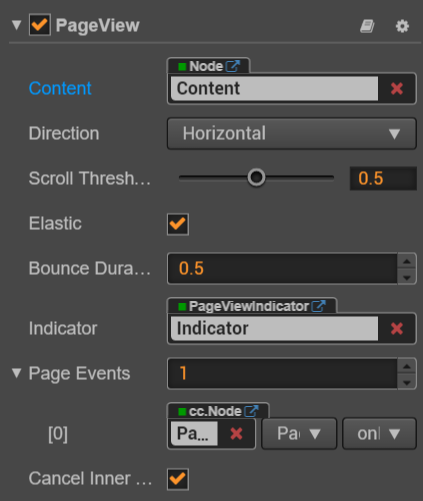 PageView
Node
Content Content
Direction Horizontal
Scroll Thresh... 0.5
Elastic
Bounce Dura... 0.5
PageViewIndicator
Indicator Indicator
Page Events 1
cc.Node
[0] Pa... Pa on
Cancel Inner ...